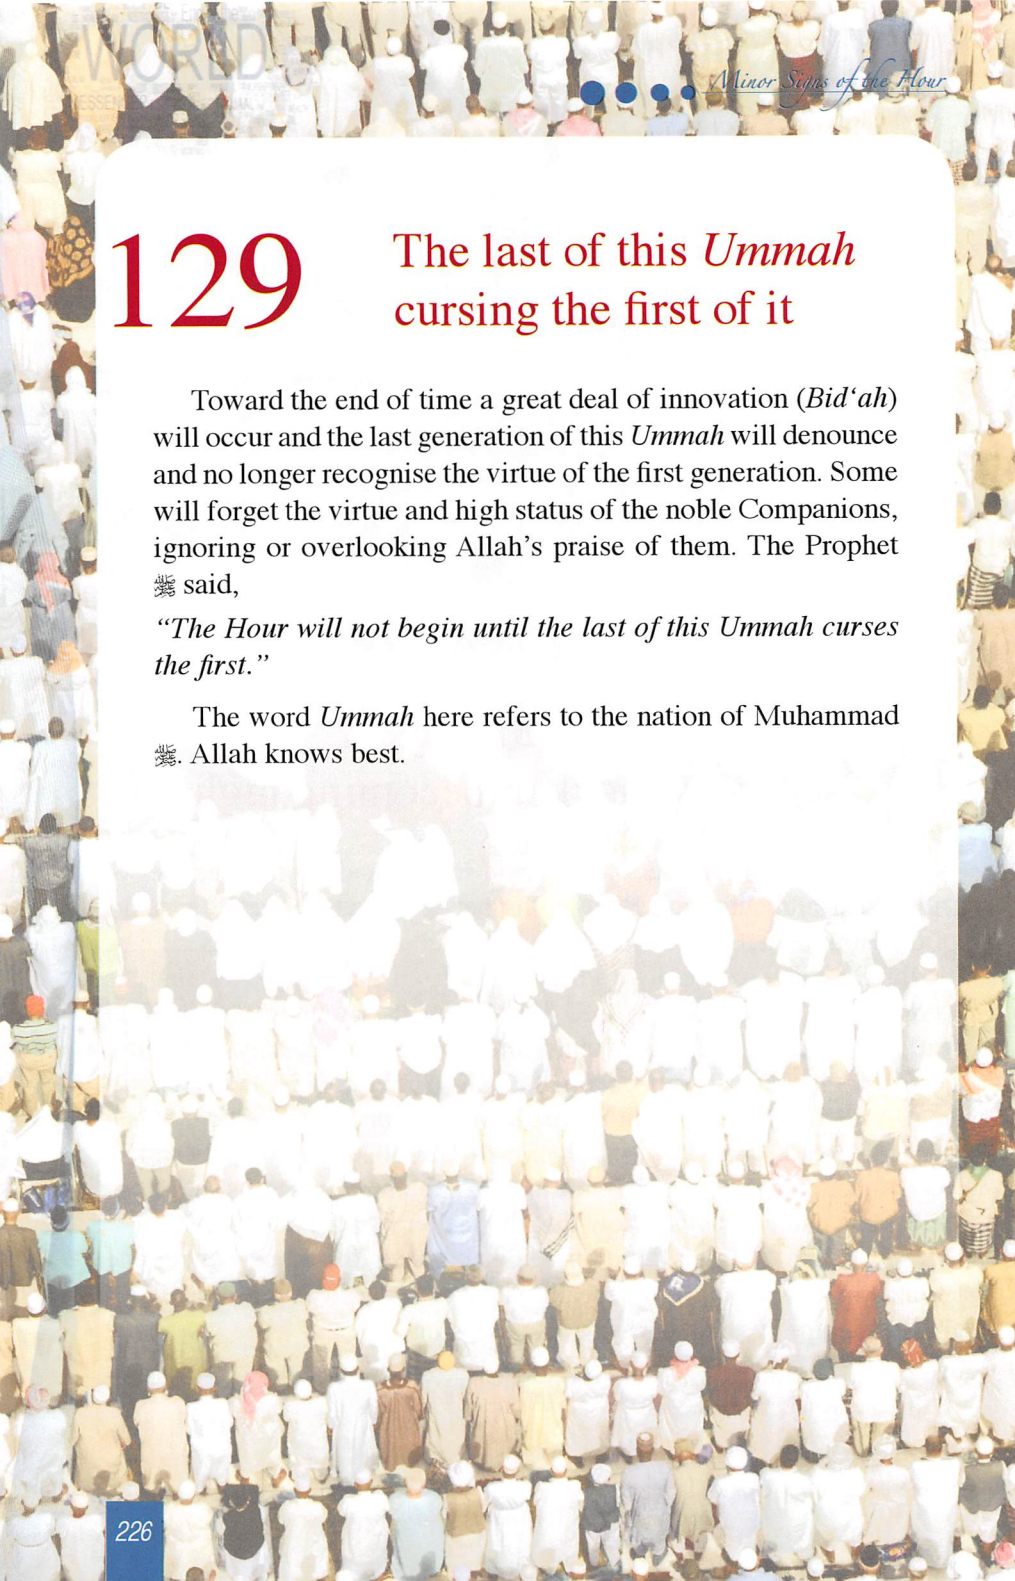 WORLD
Minor Signs of the Hour
129
The last of this Ummah
cursing the first of it
Toward the end of time a great deal of innovation (Bid‘ah)
will occur and the last generation of this Ummah will denounce
and no longer recognise the virtue of the first generation. Some
will forget the virtue and high status of the noble Companions,
ignoring or overlooking Allah’s praise of them. The Prophet
ﷺ said,
“The Hour will not begin until the last of this Ummah curses
the first.”
The word Ummah here refers to the nation of Muhammad
ﷺ. Allah knows best.
226